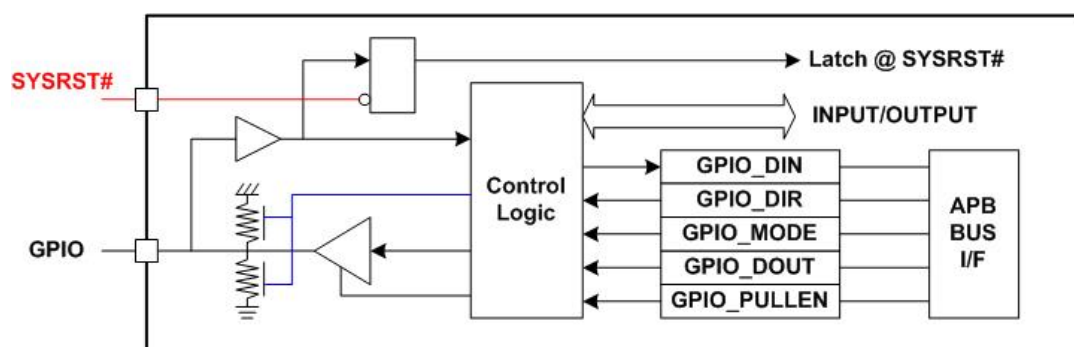 SYSRST#
Latch @ SYSRST#
INPUT/OUTPUT
GPIO
Control
Logic
GPIO_DIN
GPIO_DIR
GPIO_MODE
GPIO_DOUT
GPIO_PULLEN
APB
BUS
I/F